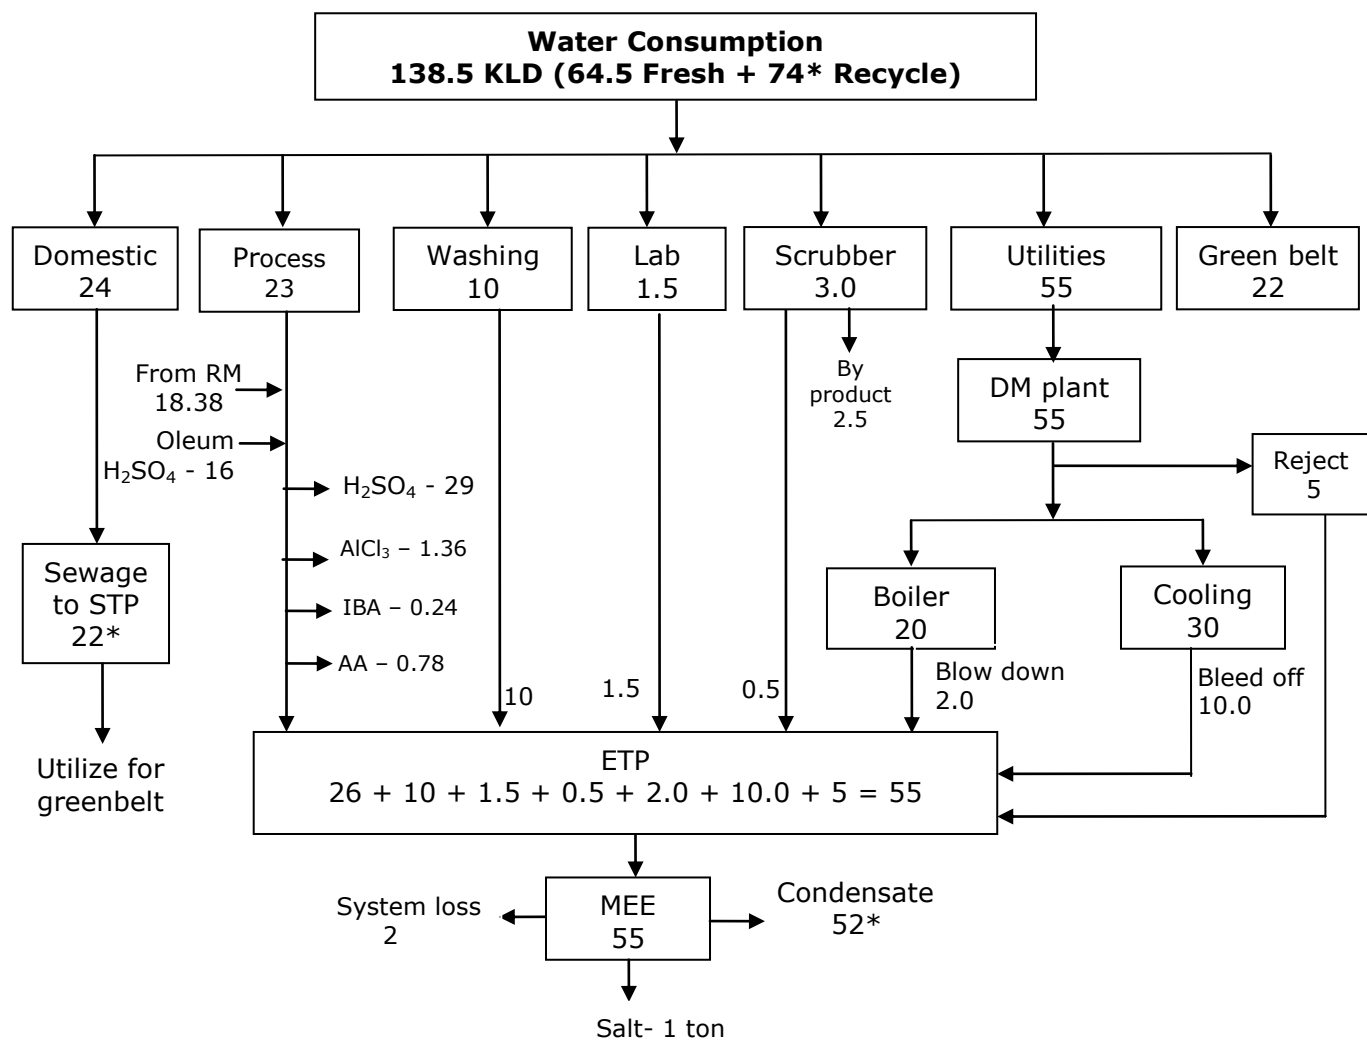 Water Consumption
138.5 KLD (64.5 Fresh + 74* Recycle)
Domestic
24
Process
23
Washing
10
Lab
1.5
Scrubber
3.0
Utilities
55
Green belt
22
From RM
18.38
Oleum
H₂SO₄ - 16
H₂SO₄ - 29
AlCl₃ – 1.36
IBA – 0.24
AA – 0.78
By
product
2.5
DM plant
55
Reject
5
Sewage
to STP
22*
Boiler
20
Cooling
30
Blow down
2.0
Bleed off
10.0
10
1.5
0.5
Utilize for
greenbelt
ETP
26 + 10 + 1.5 + 0.5 + 2.0 + 10.0 + 5 = 55
System loss
2
MEE
55
Condensate
52*
Salt- 1 ton